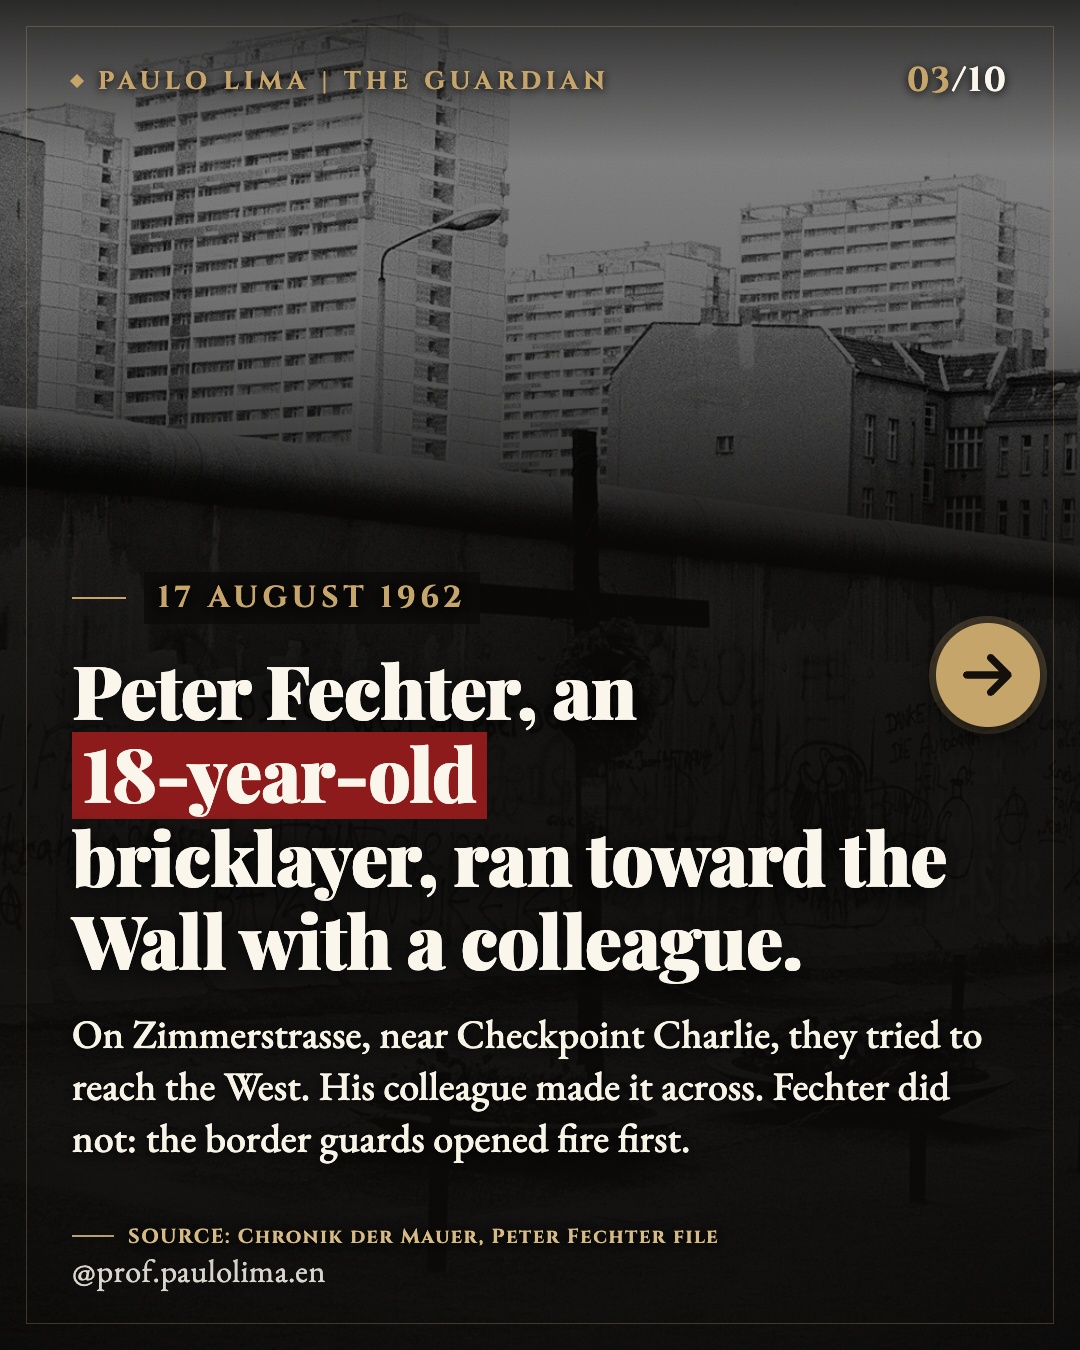 ◆ PAULO LIMA | THE GUARDIAN
03/10
17 AUGUST 1962
Peter Fechter, an
18-year-old
bricklayer, ran toward the
Wall with a colleague.
On Zimmerstrasse, near Checkpoint Charlie, they tried to
reach the West. His colleague made it across. Fechter did
not: the border guards opened fire first.
SOURCE: Chronik der Mauer, Peter Fechter file
@prof.paulolima.en